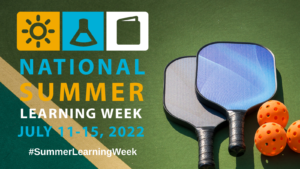 NATIONAL
SUMMER
LEARNING WEEK
JULY 11-15, 2022
#SummerLearningWeek